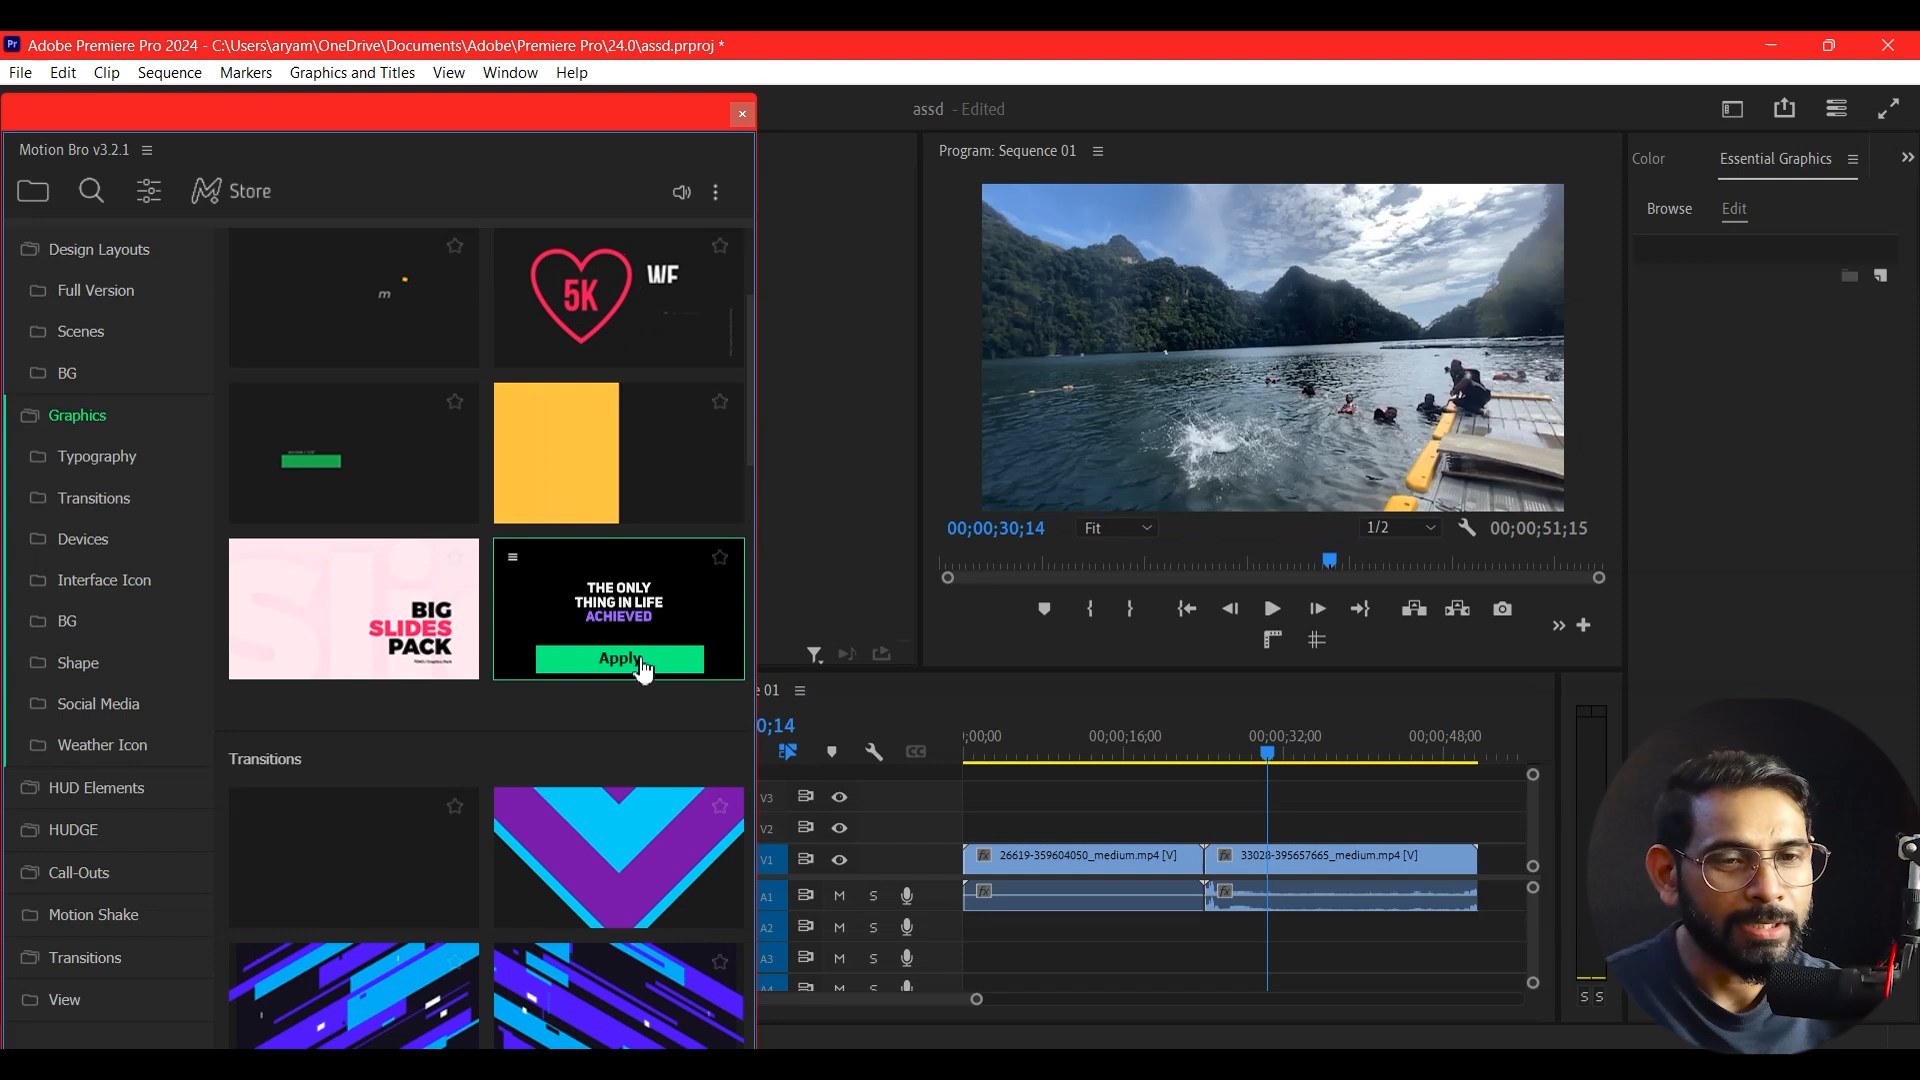 Pr Adobe Premiere Pro 2024 - C:\Users\aryam\OneDrive\Documents\Adobe\Premiere Pro\24.0\assd.prproj *
File Edit Clip Sequence Markers Graphics and Titles View Window Help
assd - Edited
Motion Bro v3.2.1
Store
Design Layouts
Full Version
Scenes
BG
Graphics
Typography
Transitions
Devices
Interface Icon
BG
Shape
Social Media
Weather Icon
HUD Elements
HUDGE
Call-Outs
Motion Shake
Transitions
View
m
5K
WF
BIG
SLIDES
PACK
THE ONLY
THING IN LIFE
ACHIEVED
Apply
Transitions
Program: Sequence 01
00;00;30;14
Fit
1/2
00;00;51;15
Color
Essential Graphics
Browse Edit
e 01
0;14
;00;00 00;00;16;00 00;00;32;00 00;00;48;00
V3
V2
V1
fx 26619-359604050_medium.mp4 [V]
fx 33028-395657665_medium.mp4 [V]
A1 M S fx fx
A2 M S
A3 M S
S S